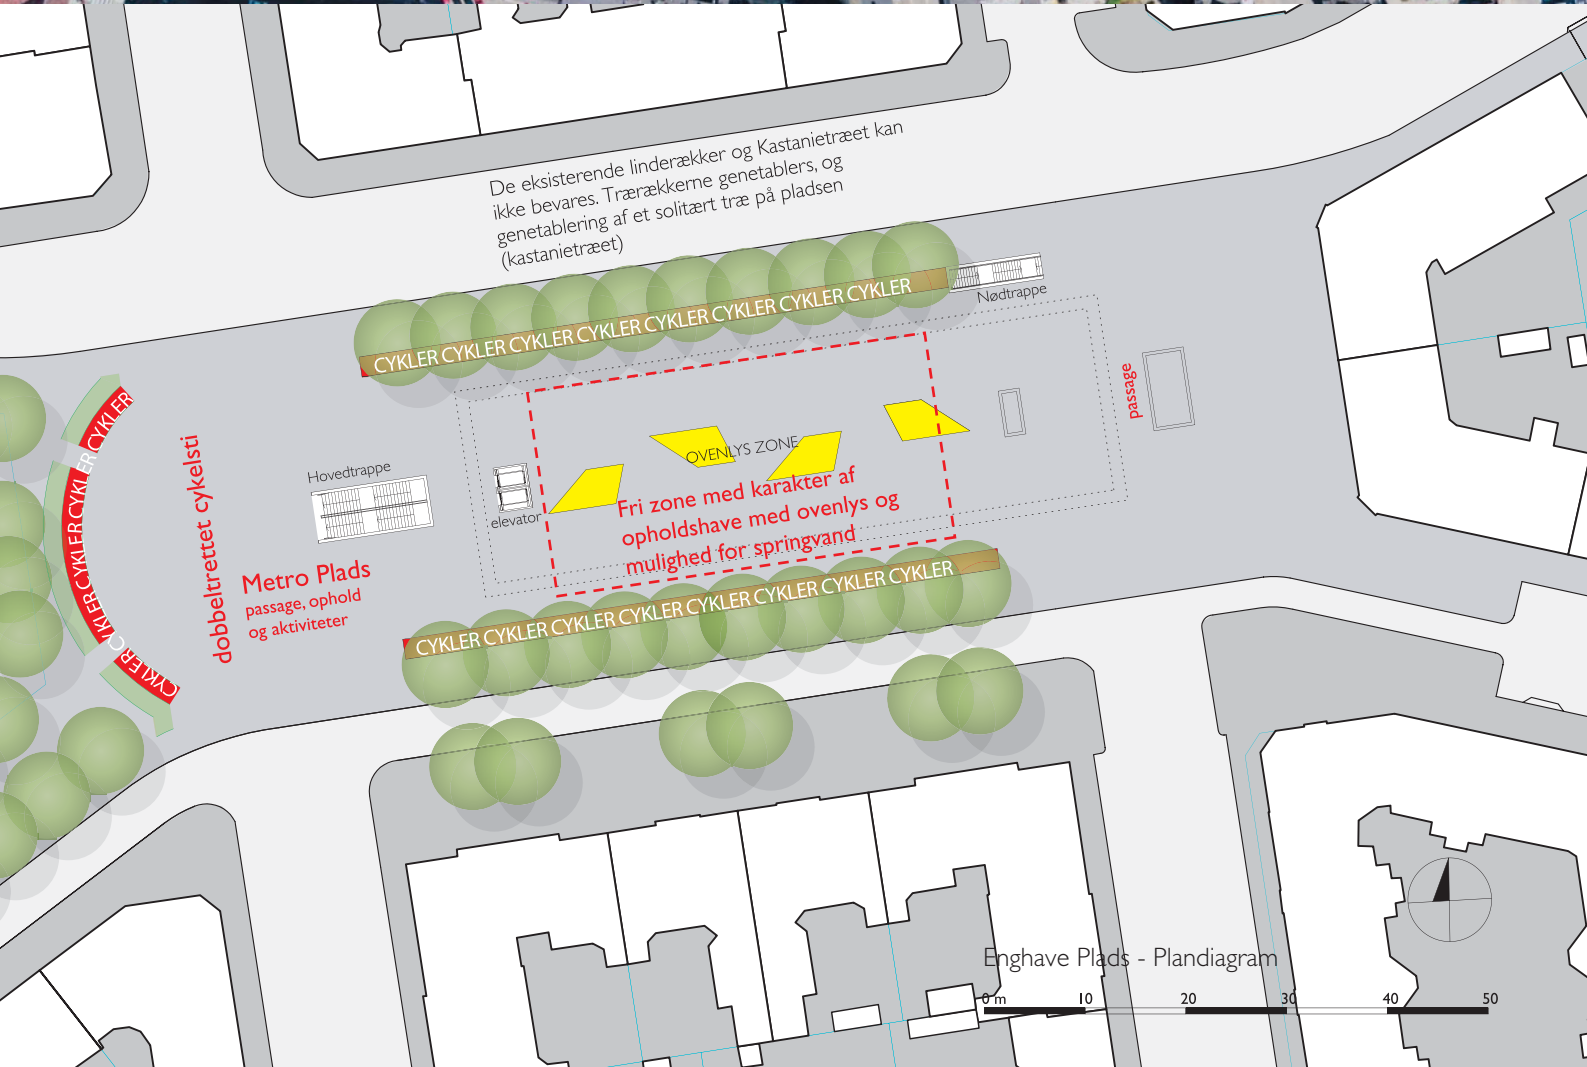 De eksisterende linderækker og Kastanietræet kan
ikke bevares. Trærækkerne genetablers, og
genetablering af et solitært træ på pladsen
(kastanietræet)
CYKLER CYKLER CYKLER CYKLER CYKLER CYKLER CYKLER CYKLER
Nødtrappe
passage
CYKLER CYKLER CYKLER CYKLER CYKLER CYKLER
dobbeltrettet cykelsti
Hovedtrappe
elevator
OVENLYS ZONE
Fri zone med karakter af
opholdshave med ovenlys og
mulighed for springvand
Metro Plads
passage, ophold
og aktiviteter
CYKLER CYKLER CYKLER CYKLER CYKLER CYKLER CYKLER CYKLER
Enghave Plads - Plandiagram
0 m 10 20 30 40 50